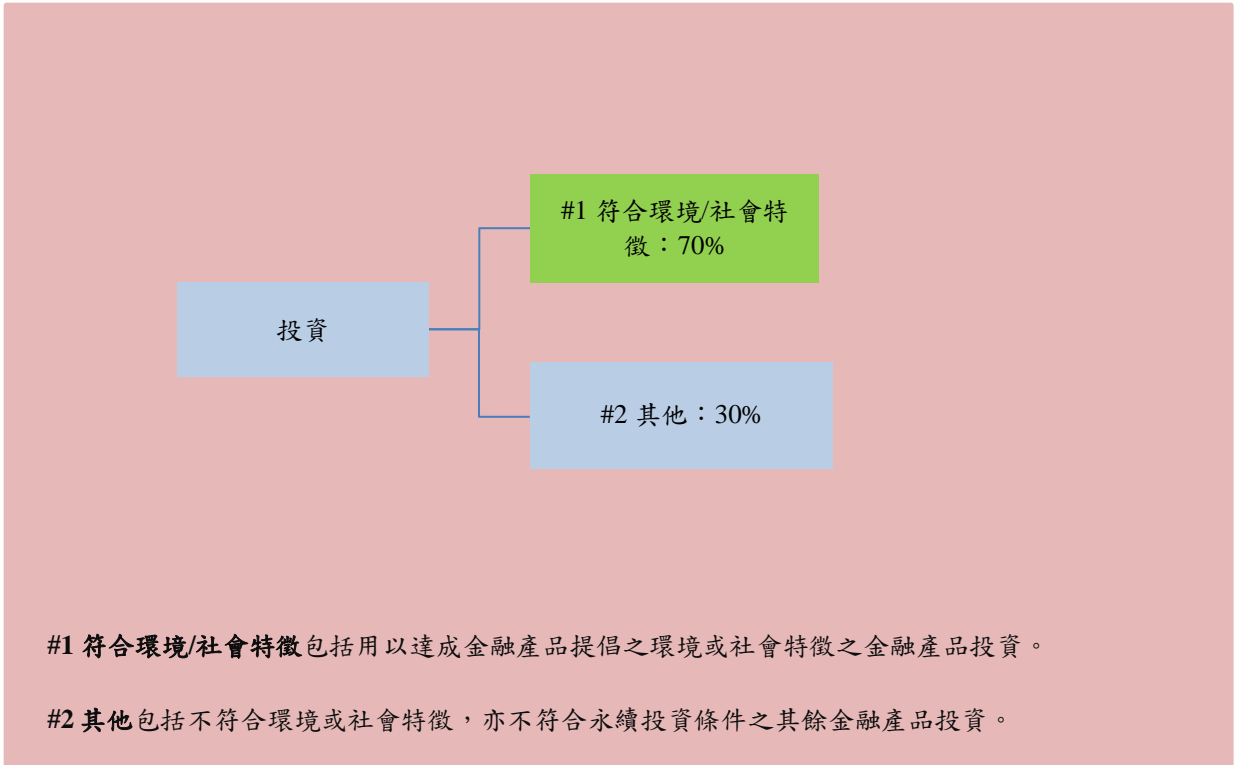 #1 符合環境/社會特
徵：70%
投資
#2 其他：30%
#1 符合環境/社會特徵包括用以達成金融產品提倡之環境或社會特徵之金融產品投資。
#2 其他包括不符合環境或社會特徵，亦不符合永續投資條件之其餘金融產品投資。